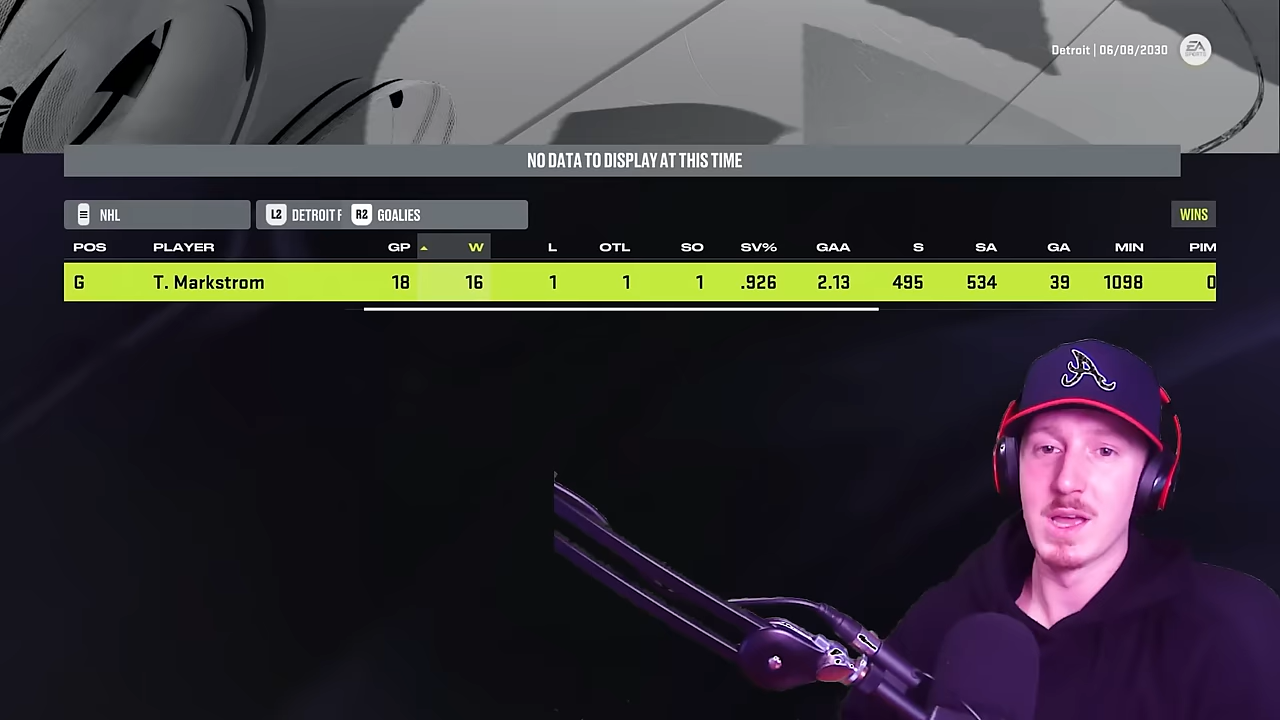 Detroit | 06/08/2030
EA
SPORTS
NO DATA TO DISPLAY AT THIS TIME
NHL
L2 DETROIT R2 GOALIES
WINS
POS PLAYER GP W L OTL SO SV% GAA S SA GA MIN PIM
G T. Markstrom 18 16 1 1 1 .926 2.13 495 534 39 1098 0
A